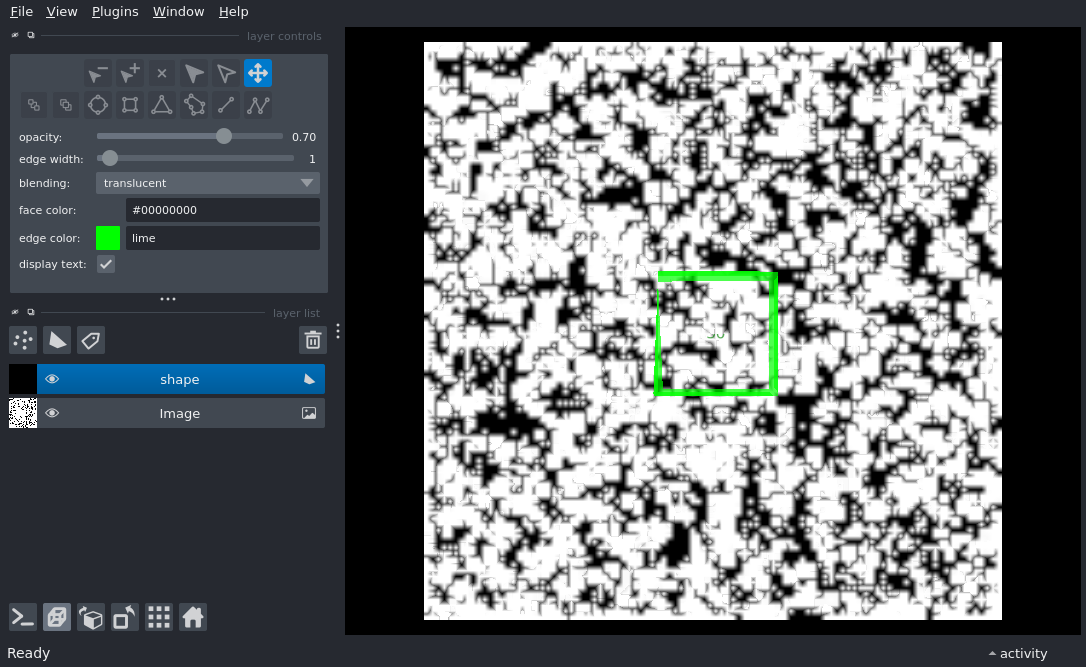 File View Plugins Window Help
layer controls
opacity: 0.70
edge width: 1
blending: translucent
face color: #00000000
edge color: lime
display text:
layer list
shape
Image
Ready
activity